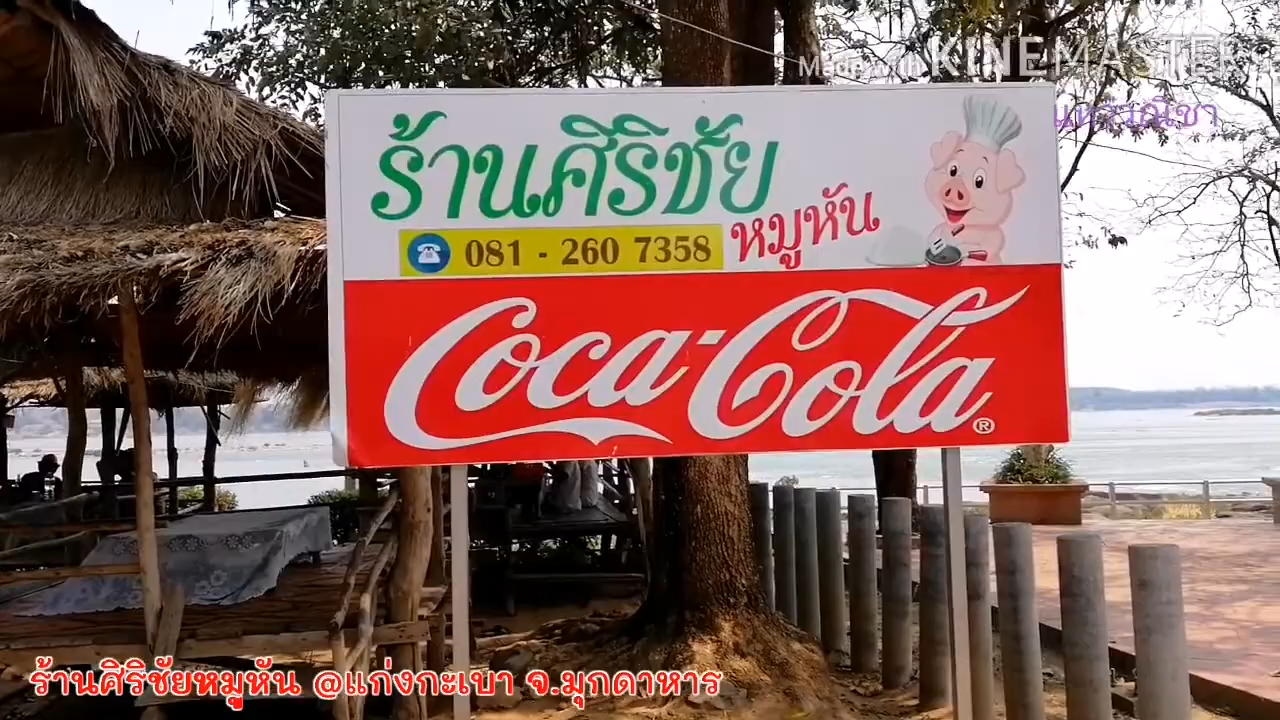 Made with KINEMASTER
ร้านศิริชัย
หมูหัน
081 - 260 7358
Coca-Cola ®
ร้านศิริชัยหมูหัน @แก่งกะเบา จ.มุกดาหาร